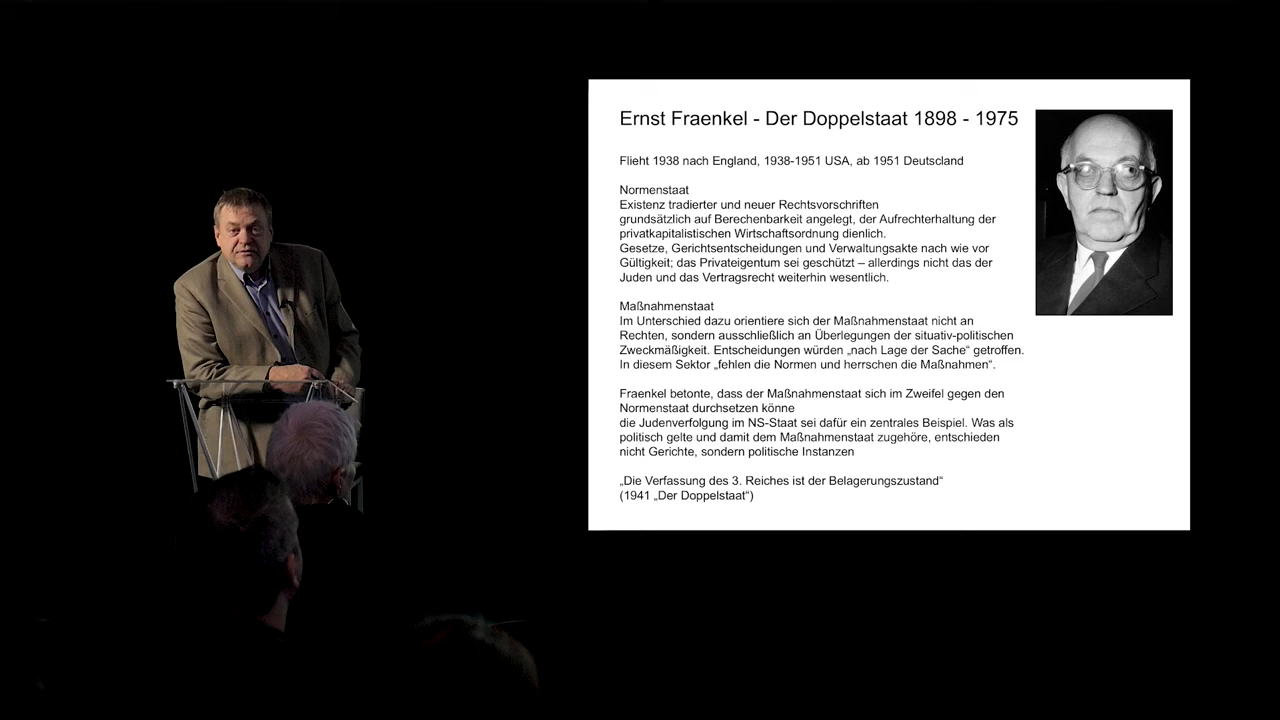 Ernst Fraenkel - Der Doppelstaat 1898 - 1975
Flieht 1938 nach England, 1938-1951 USA, ab 1951 Deutscland
Normenstaat
Existenz tradierter und neuer Rechtsvorschriften
grundsätzlich auf Berechenbarkeit angelegt, der Aufrechterhaltung der
privatkapitalistischen Wirtschaftsordnung dienlich.
Gesetze, Gerichtsentscheidungen und Verwaltungsakte nach wie vor
Gültigkeit; das Privateigentum sei geschützt – allerdings nicht das der
Juden und das Vertragsrecht weiterhin wesentlich.
Maßnahmenstaat
Im Unterschied dazu orientiere sich der Maßnahmenstaat nicht an
Rechten, sondern ausschließlich an Überlegungen der situativ-politischen
Zweckmäßigkeit. Entscheidungen würden „nach Lage der Sache“ getroffen.
In diesem Sektor „fehlen die Normen und herrschen die Maßnahmen“.
Fraenkel betonte, dass der Maßnahmenstaat sich im Zweifel gegen den
Normenstaat durchsetzen könne
die Judenverfolgung im NS-Staat sei dafür ein zentrales Beispiel. Was als
politisch gelte und damit dem Maßnahmenstaat zugehöre, entschieden
nicht Gerichte, sondern politische Instanzen
„Die Verfassung des 3. Reiches ist der Belagerungszustand“
(1941 „Der Doppelstaat“)